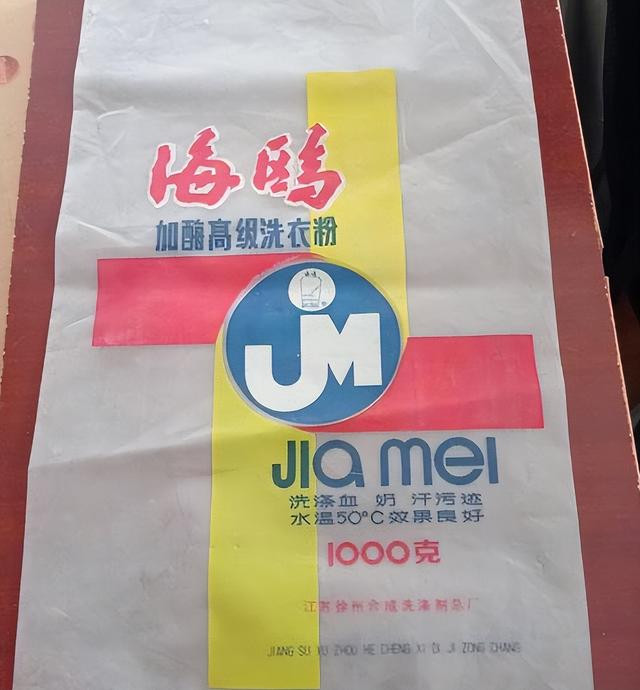 海鸥
加酶高级洗衣粉
JM
JIa meI
洗涤血 奶 汗污迹
水温50°C效果良好
1000克
江苏徐州合成洗涤剂总厂
JIANG SU XU ZHOU HE CHENG XI DI JI ZONG CHANG